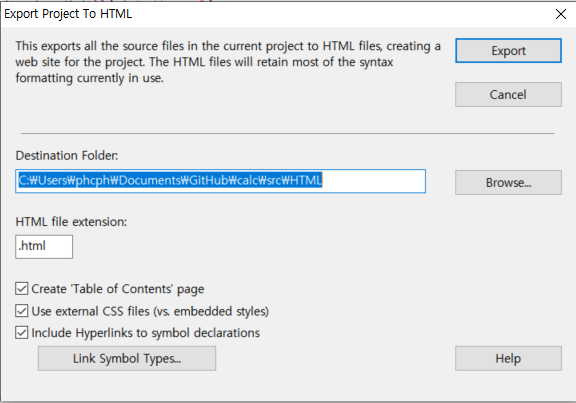 Export Project To HTML
This exports all the source files in the current project to HTML files, creating a
web site for the project. The HTML files will retain most of the syntax
formatting currently in use.
Export
Cancel
Destination Folder:
C:₩Users₩phcph₩Documents₩GitHub₩calc₩src₩HTML
Browse...
HTML file extension:
.html
Create 'Table of Contents' page
Use external CSS files (vs. embedded styles)
Include Hyperlinks to symbol declarations
Link Symbol Types...
Help